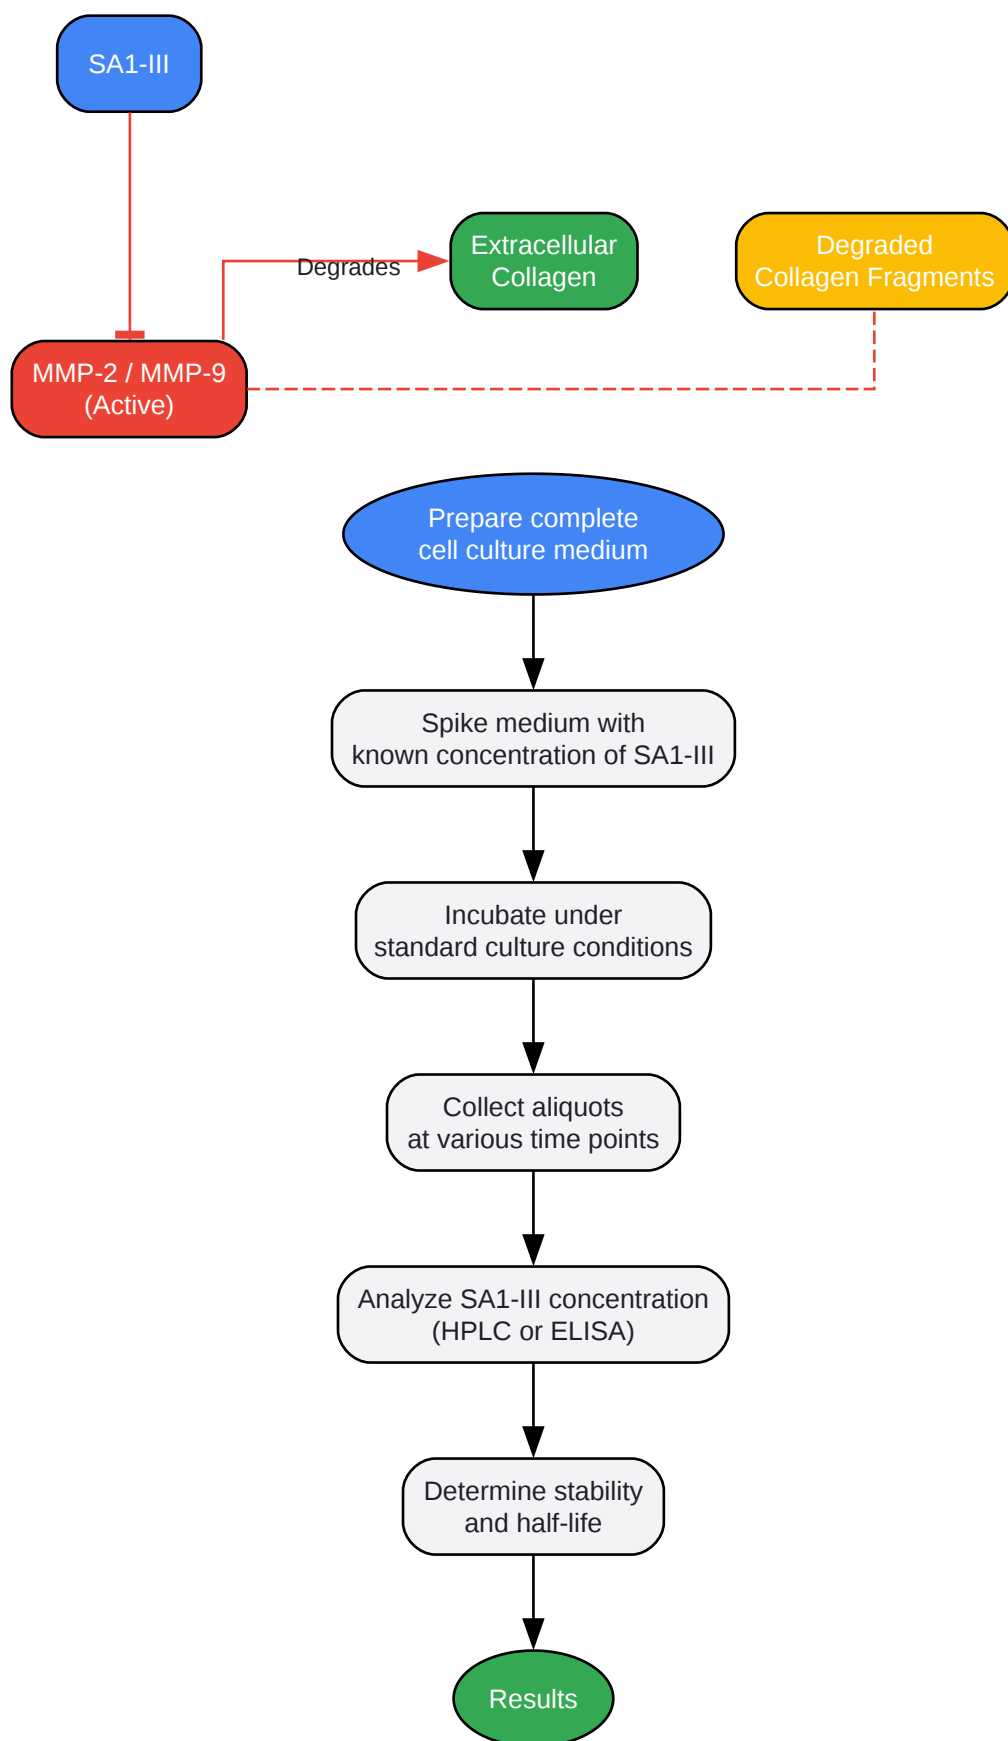 SA1-III
Degrades
Extracellular
Collagen
Degraded
Collagen Fragments
MMP-2 / MMP-9
(Active)
Prepare complete
cell culture medium
Spike medium with
known concentration of SA1-III
Incubate under
standard culture conditions
Collect aliquots
at various time points
Analyze SA1-III concentration
(HPLC or ELISA)
Determine stability
and half-life
Results